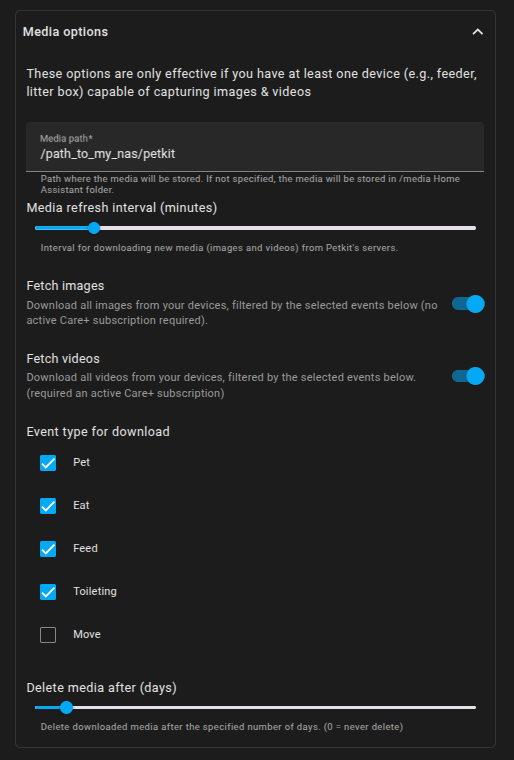 Media options
These options are only effective if you have at least one device (e.g., feeder,
litter box) capable of capturing images & videos
Media path*
/path_to_my_nas/petkit
Path where the media will be stored. If not specified, the media will be stored in /media Home
Assistant folder.
Media refresh interval (minutes)
Interval for downloading new media (images and videos) from Petkit's servers.
Fetch images
Download all images from your devices, filtered by the selected events below (no
active Care+ subscription required).
Fetch videos
Download all videos from your devices, filtered by the selected events below.
(required an active Care+ subscription)
Event type for download
Pet
Eat
Feed
Toileting
Move
Delete media after (days)
Delete downloaded media after the specified number of days. (0 = never delete)